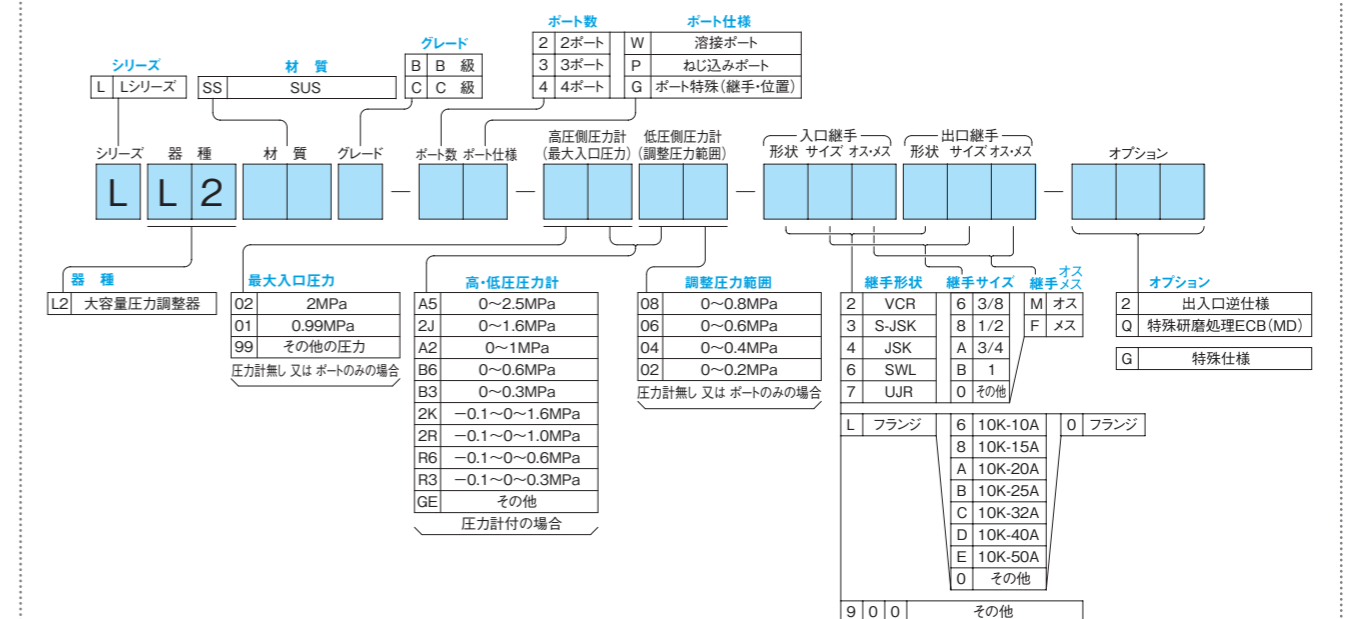 ポート数 ポート仕様
2 2ポート W 溶接ポート
3 3ポート P ねじ込みポート
4 4ポート G ポート特殊（継手・位置）
グレード
B B 級
C C 級
シリーズ 材 質
L Lシリーズ SS SUS
高圧側圧力計 低圧側圧力計 入口継手 出口継手
シリーズ 器 種 材 質 グレード ポート数 ポート仕様 （最大入口圧力） （調整圧力範囲） 形状 サイズ オス・メス 形状 サイズ オス・メス オプション
L L 2
器 種
L2 大容量圧力調整器
最大入口圧力
02 2MPa
01 0.99MPa
99 その他の圧力
圧力計無し 又は ポートのみの場合
高・低圧圧力計
A5 0～2.5MPa
2J 0～1.6MPa
A2 0～1MPa
B6 0～0.6MPa
B3 0～0.3MPa
2K －0.1～0～1.6MPa
2R －0.1～0～1.0MPa
R6 －0.1～0～0.6MPa
R3 －0.1～0～0.3MPa
GE その他
圧力計付の場合
調整圧力範囲
08 0～0.8MPa
06 0～0.6MPa
04 0～0.4MPa
02 0～0.2MPa
圧力計無し 又は ポートのみの場合
継手形状 継手サイズ 継手オスメス
2 VCR 6 3/8 M オス
3 S-JSK 8 1/2 F メス
4 JSK A 3/4
6 SWL B 1
7 UJR 0 その他
L フランジ 6 10K-10A 0 フランジ
8 10K-15A
A 10K-20A
B 10K-25A
C 10K-32A
D 10K-40A
E 10K-50A
0 その他
9 0 0 その他
オプション
2 出入口逆仕様
Q 特殊研磨処理ECB（MD）
G 特殊仕様